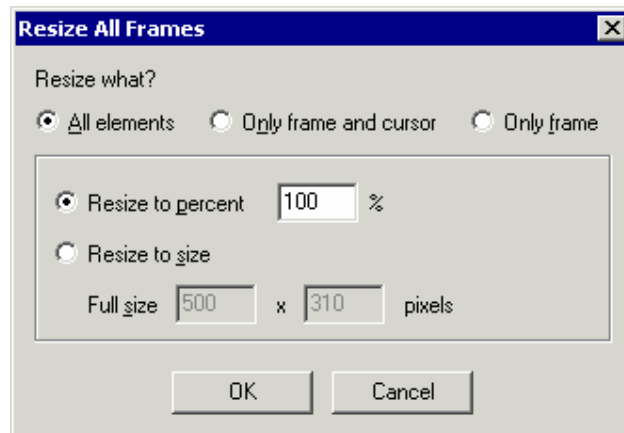 Resize All Frames
Resize what?
All elements Only frame and cursor Only frame
Resize to percent 100 %
Resize to size
Full size 500 x 310 pixels
OK Cancel